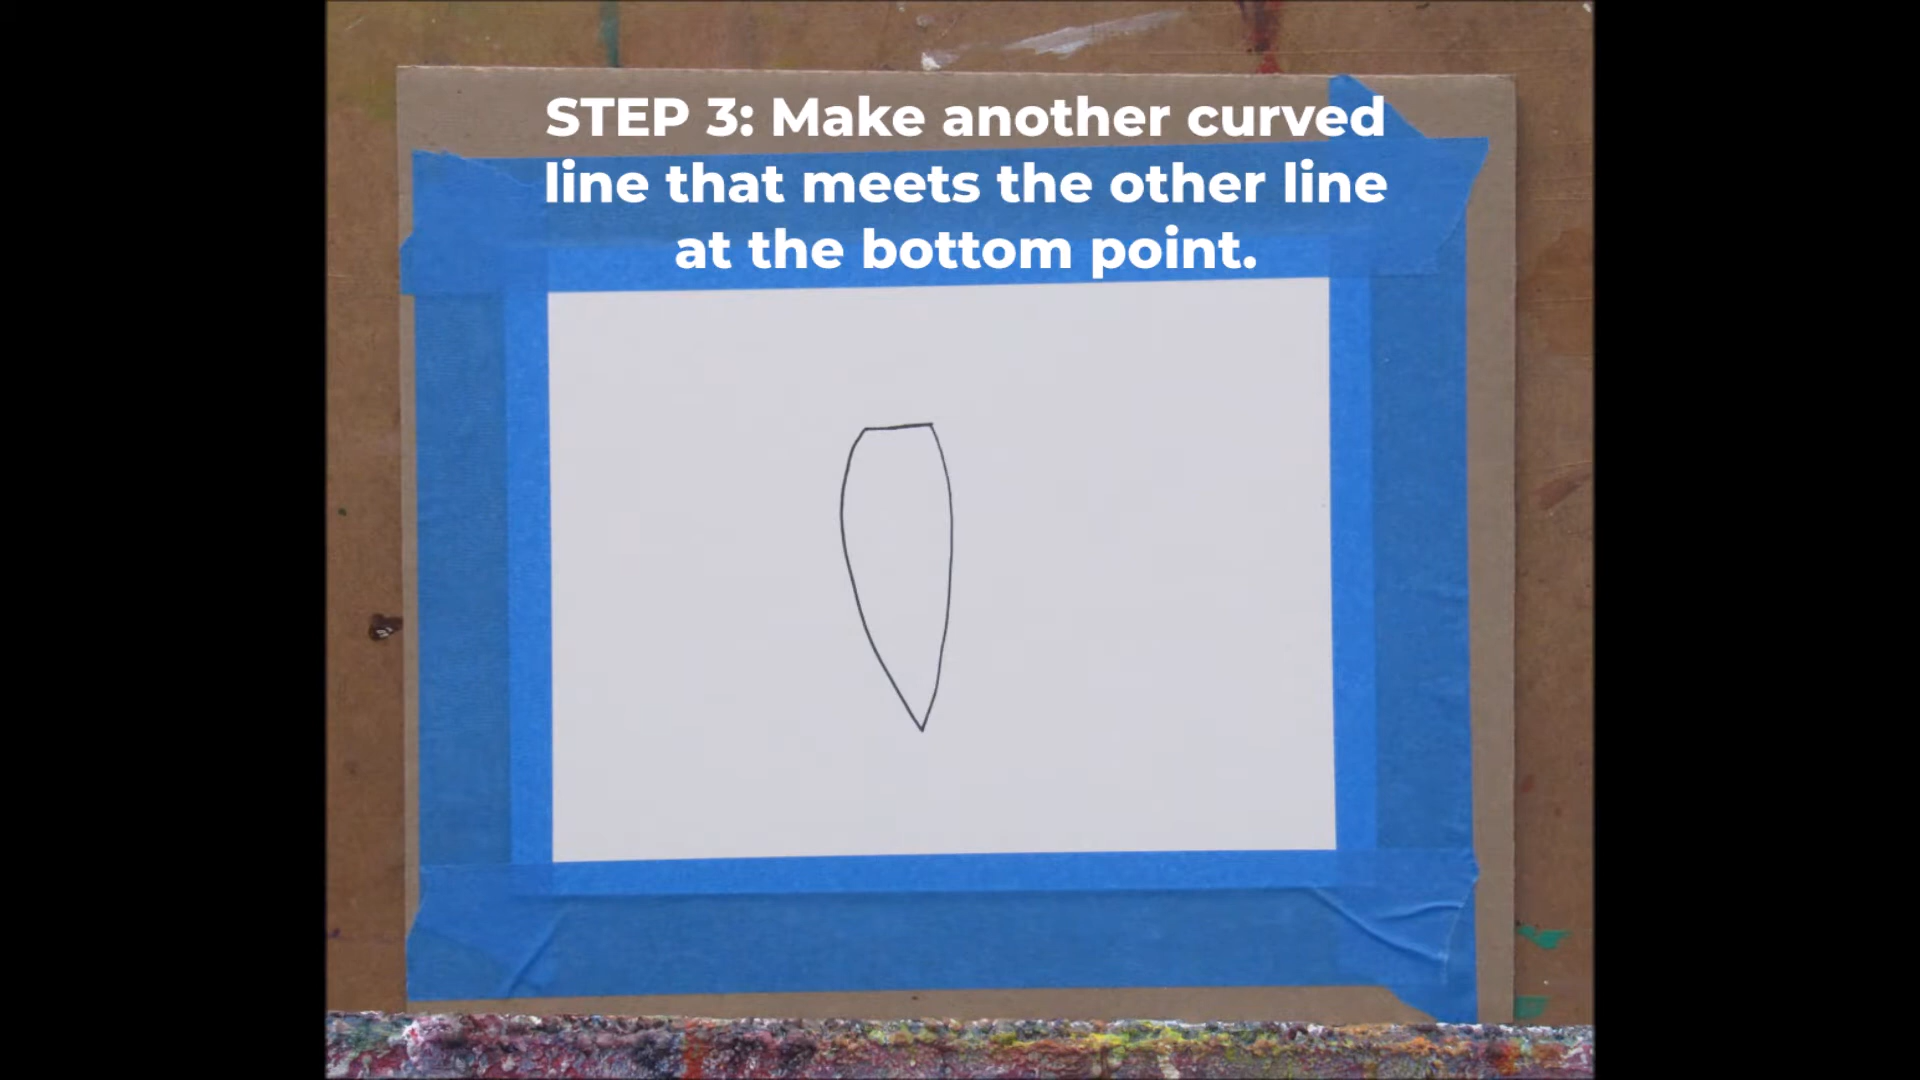 STEP 3: Make another curved
line that meets the other line
at the bottom point.